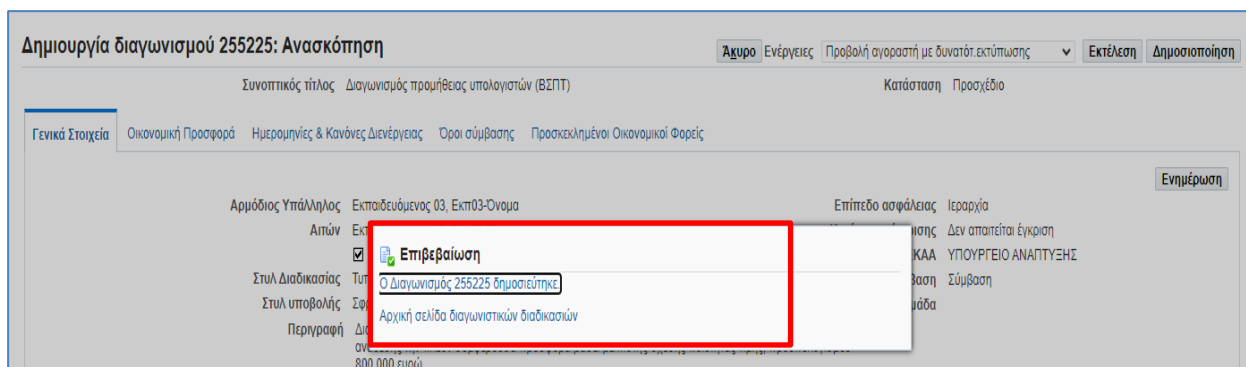 Δημιουργία διαγωνισμού 255225: Ανασκόπηση
Άκυρο Ενέργειες Προβολή αγοραστή με δυνατότ.εκτύπωσης Εκτέλεση Δημοσιοποίηση
Συνοπτικός τίτλος Διαγωνισμός προμήθειας υπολογιστών (ΒΣΠΤ) Κατάσταση Προσχέδιο
Γενικά Στοιχεία Οικονομική Προσφορά Ημερομηνίες & Κανόνες Διενέργειας Όροι σύμβασης Προσκεκλημένοι Οικονομικοί Φορείς
Ενημέρωση
Αρμόδιος Υπάλληλος Εκπαιδευόμενος 03, Εκπ03-Όνομα Επίπεδο ασφάλειας Ιεραρχία
Αιτών Δεν απαιτείται έγκριση
Επιβεβαίωση
ΚΑΑ ΥΠΟΥΡΓΕΙΟ ΑΝΑΠΤΥΞΗΣ
Στυλ Διαδικασίας Ο Διαγωνισμός 255225 δημοσιεύτηκε. Σύμβαση
Στυλ υποβολής
Αρχική σελίδα διαγωνιστικών διαδικασιών
Περιγραφή
800.000 ευρώ